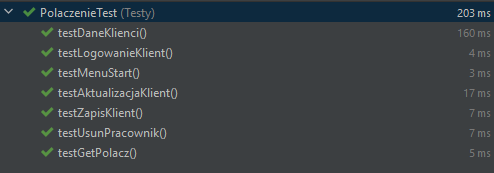 PolaczenieTest (Testy) 203 ms
testDaneKlienci() 160 ms
testLogowanieKlient() 4 ms
testMenuStart() 3 ms
testAktualizacjaKlient() 17 ms
testZapisKlient() 7 ms
testUsunPracownik() 7 ms
testGetPolacz() 5 ms